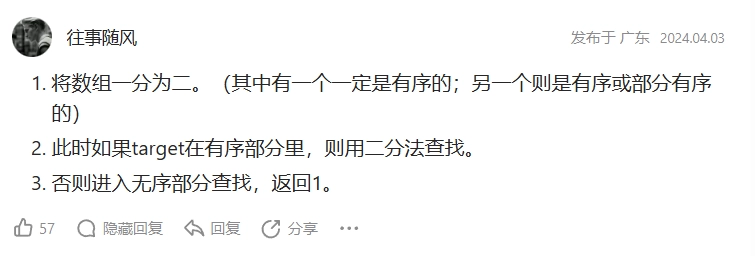 往事随风
发布于 广东 2024.04.03
1. 将数组一分为二。（其中有一个一定是有序的；另一个则是有序或部分有序
的）
2. 此时如果target在有序部分里，则用二分法查找。
3. 否则进入无序部分查找，返回1。
57 隐藏回复 回复 分享